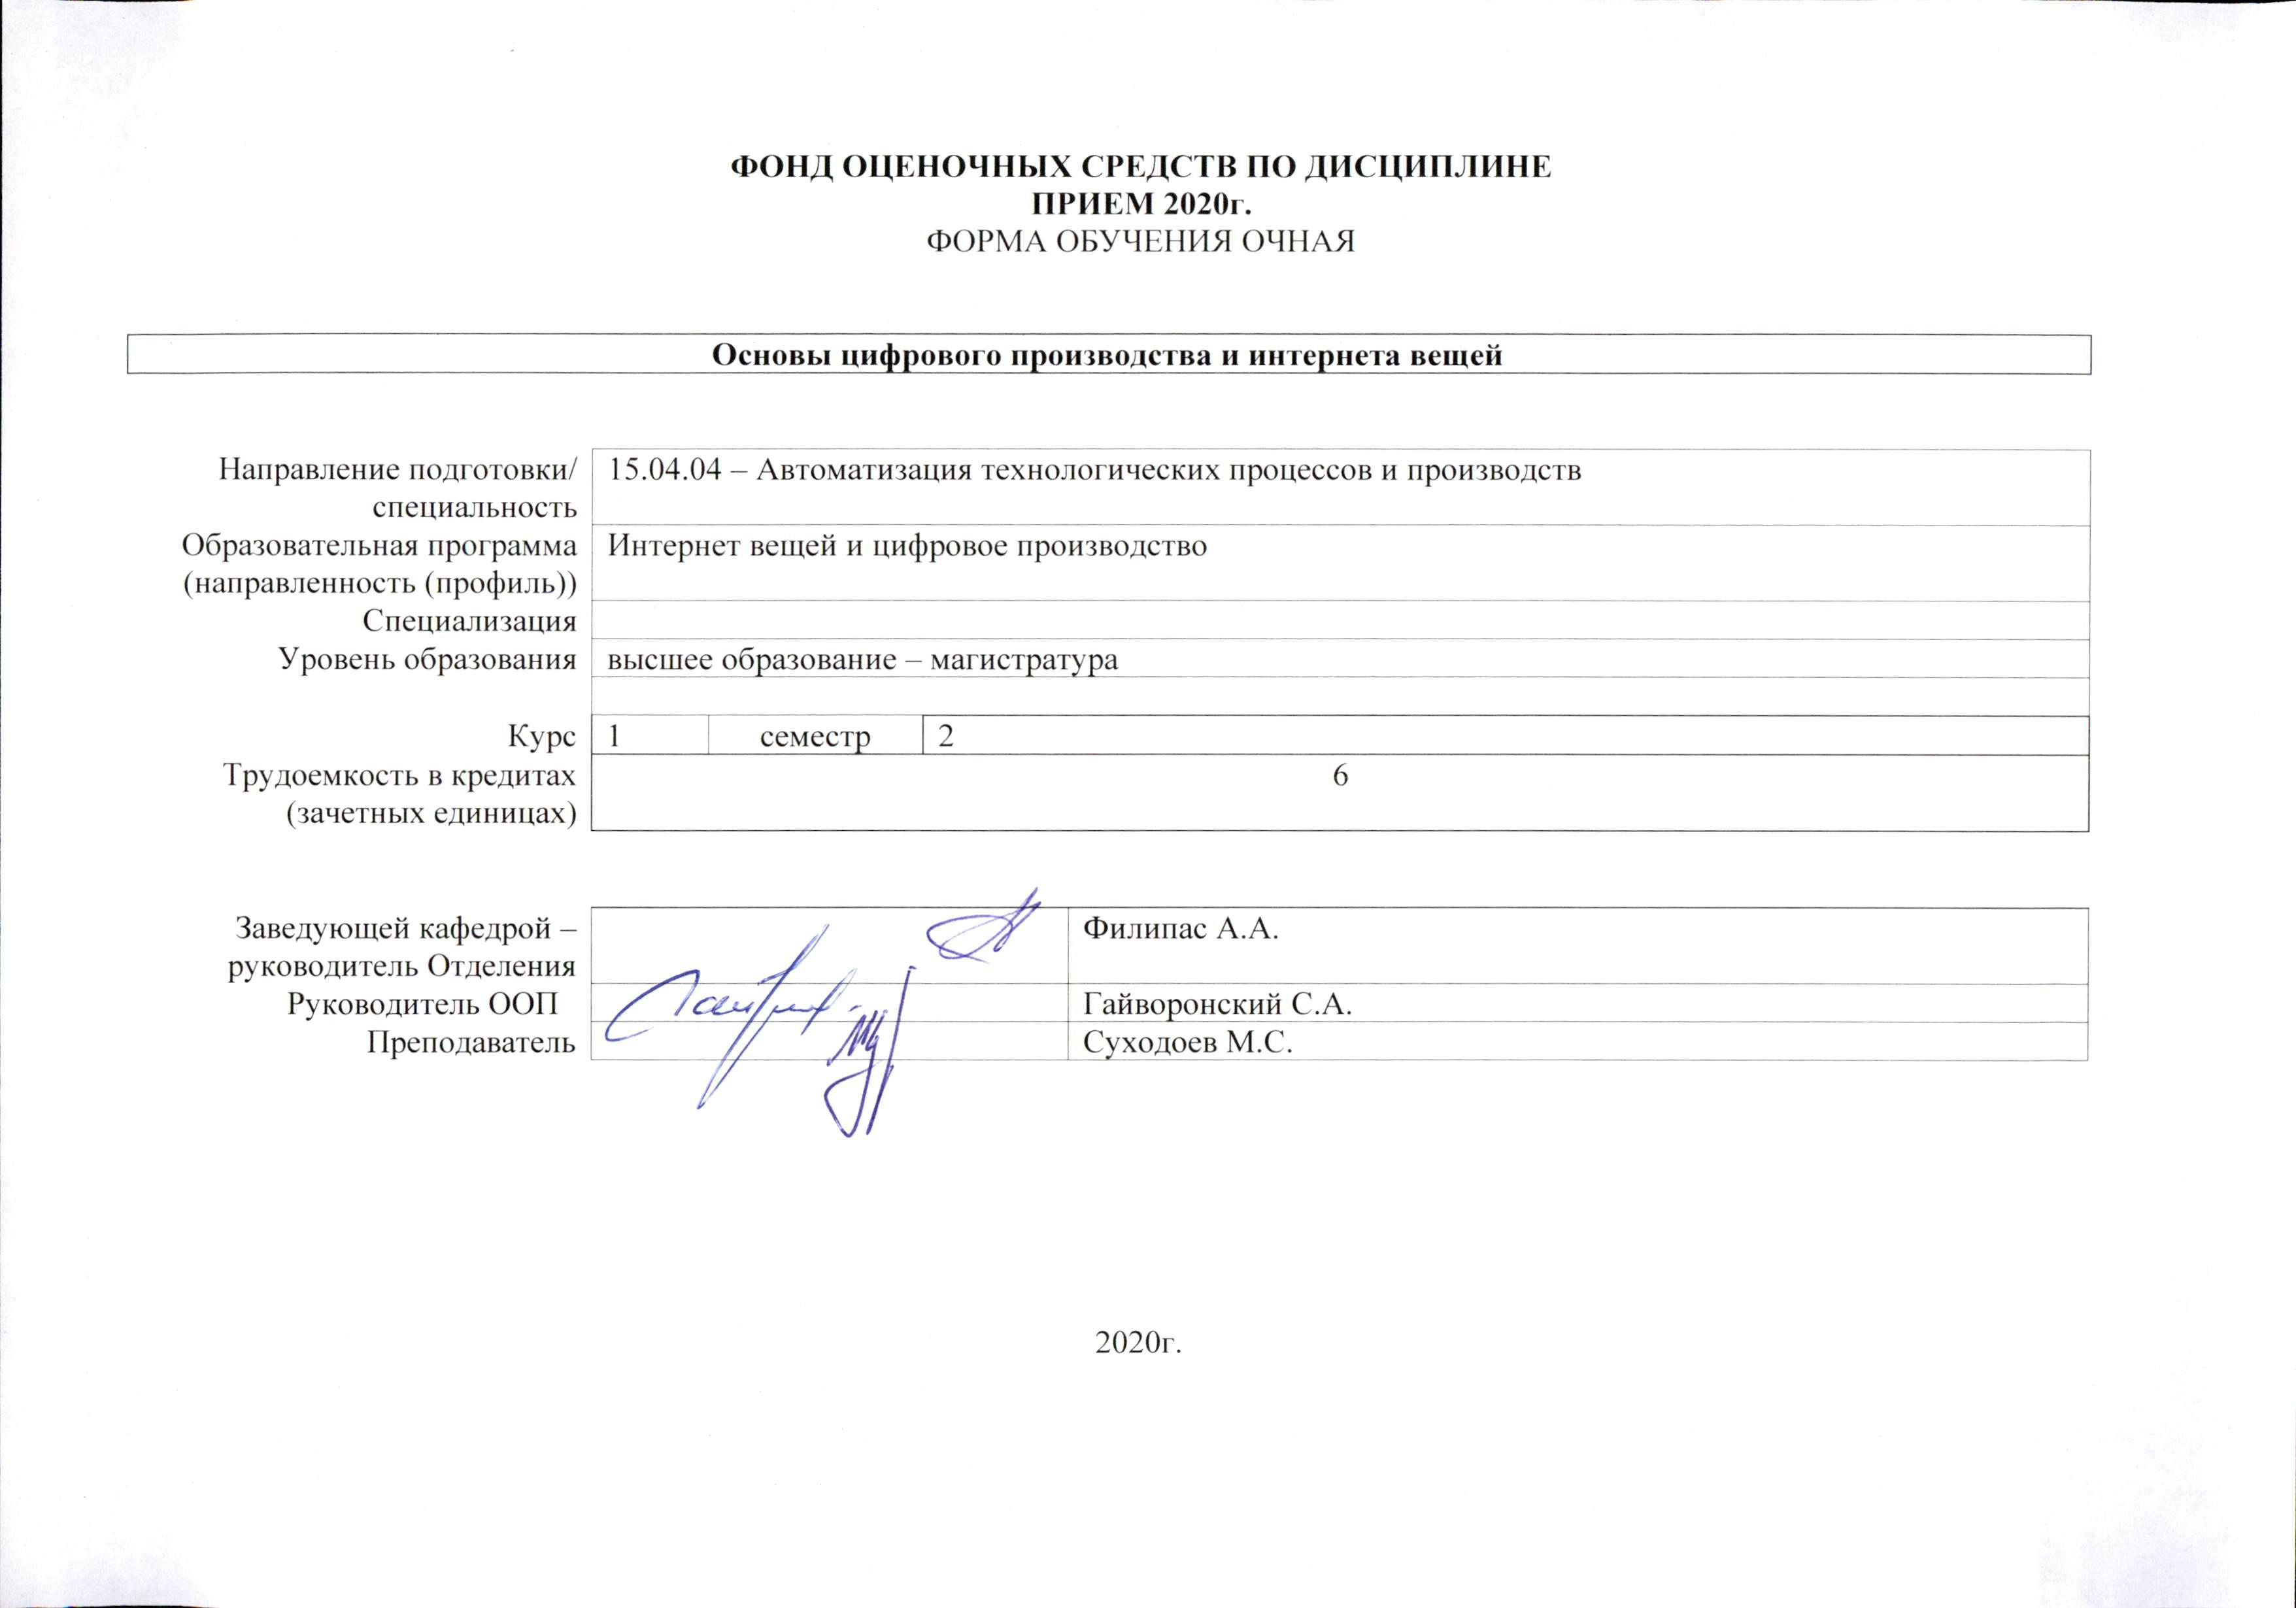 ФОНД ОЦЕНОЧНЫХ СРЕДСТВ ПО ДИСЦИПЛИНЕ
ПРИЕМ 2020г.
ФОРМА ОБУЧЕНИЯ ОЧНАЯ
Основы цифрового производства и интернета вещей
Направление подготовки/ 15.04.04 – Автоматизация технологических процессов и производств
специальность
Образовательная программа Интернет вещей и цифровое производство
(направленность (профиль))
Специализация
Уровень образования высшее образование – магистратура
Курс 1 семестр 2
Трудоемкость в кредитах 6
(зачетных единицах)
Заведующей кафедрой – Филипас А.А.
руководитель Отделения
Руководитель ООП Гайворонский С.А.
Преподаватель Суходоев М.С.
2020г.